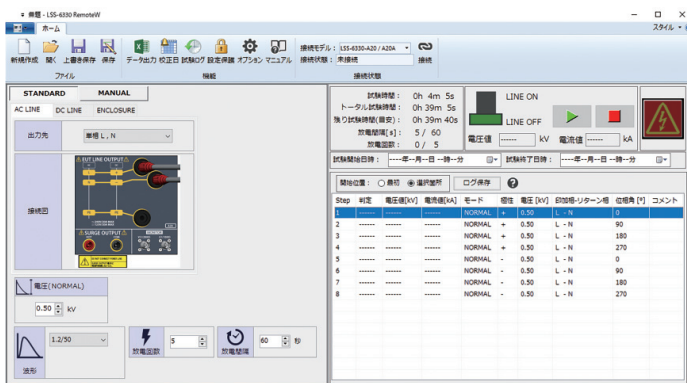 無題 - LSS-6330 RemoteW
ホーム
スタイル
新規作成 開く 上書き保存 保存 データ出力 校正日 試験ログ 設定保護 オプション マニュアル
接続モデル : LSS-6330-A20 / A20A
接続状態 : 未接続
接続
ファイル 機能 接続状態
STANDARD MANUAL
AC LINE DC LINE ENCLOSURE
出力先 単相 L , N
接続図
EUT LINE OUTPUT
SURGE OUTPUT
電圧(NORMAL)
0.50 kV
波形 1.2/50
放電回数 5
放電間隔 60 秒
試験時間 : 0h 4m 5s
トータル試験時間 : 0h 39m 5s
残り試験時間(目安) : 0h 39m 40s
放電間隔[s] : 5 / 60
放電回数 : 0 / 5
LINE ON
LINE OFF
電圧値 ------ kV 電流値 ------ kA
試験開始日時 : ----年--月--日 --時--分 試験終了日時 : ----年--月--日 --時--分
開始位置 : 最初 選択箇所 ログ保存
Step 判定 電圧値[kV] 電流値[kA] モード 極性 電圧 [kV] 印加相-リターン相 位相角 [°] コメント
1 ------ ------ ------ NORMAL + 0.50 L - N 0
2 ------ ------ ------ NORMAL + 0.50 L - N 90
3 ------ ------ ------ NORMAL + 0.50 L - N 180
4 ------ ------ ------ NORMAL + 0.50 L - N 270
5 ------ ------ ------ NORMAL - 0.50 L - N 0
6 ------ ------ ------ NORMAL - 0.50 L - N 90
7 ------ ------ ------ NORMAL - 0.50 L - N 180
8 ------ ------ ------ NORMAL - 0.50 L - N 270